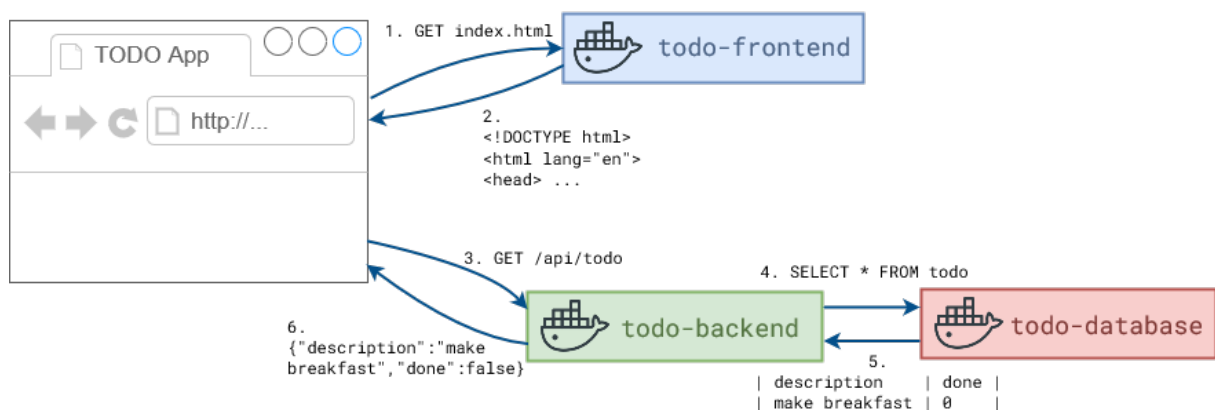 TODO App
http://...
1. GET index.html
todo-frontend
2.
<!DOCTYPE html>
<html lang="en">
<head> ...
3. GET /api/todo
4. SELECT * FROM todo
todo-backend
todo-database
5.
| description | done |
| make breakfast | 0 |
6.
{"description":"make
breakfast","done":false}